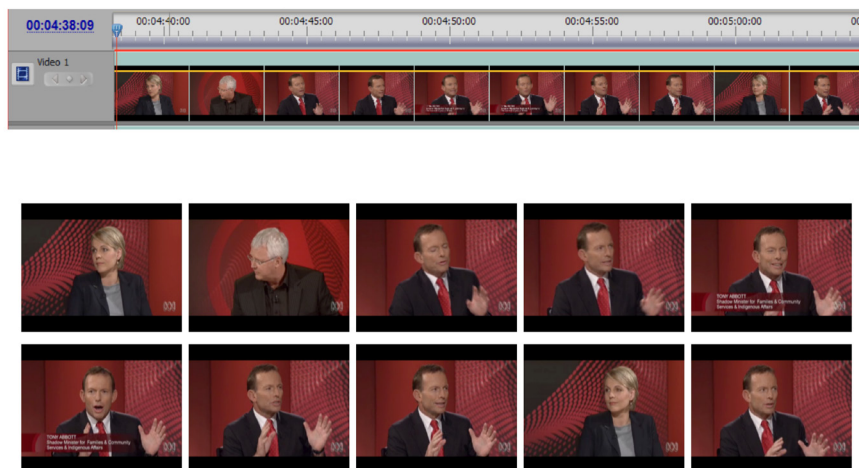 00:04:38:09
00:04:40:00
00:04:45:00
00:04:50:00
00:04:55:00
00:05:00:00
00
Video 1
TONY ABBOTT
Shadow Minister for Families & Community
Services & Indigenous Affairs
TONY ABBOTT
Shadow Minister for Families & Community
Services & Indigenous Affairs